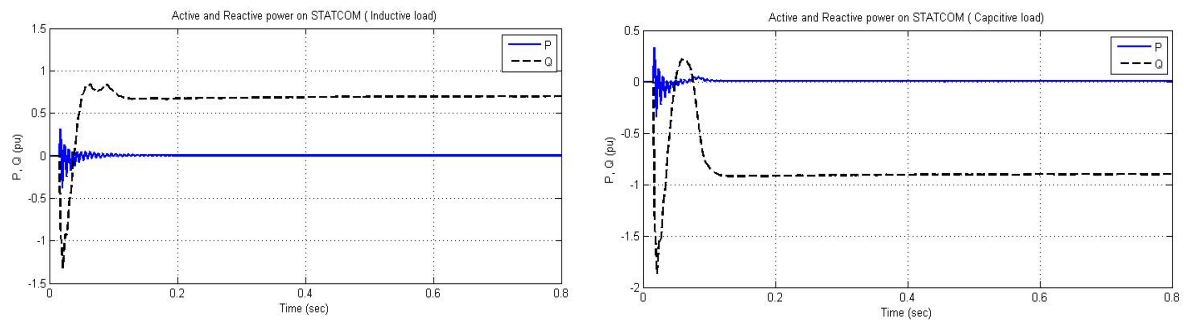 Active and Reactive power on STATCOM ( Inductive load)
1.5
1
0.5
0
-0.5
-1
-1.5
P, Q (pu)
P
Q
0
0.2
0.4
0.6
0.8
Time (sec)
Active and Reactive power on STATCOM ( Capcitive load)
0.5
0
-0.5
-1
-1.5
-2
P, Q (pu)
P
Q
0
0.2
0.4
0.6
0.8
Time (sec)